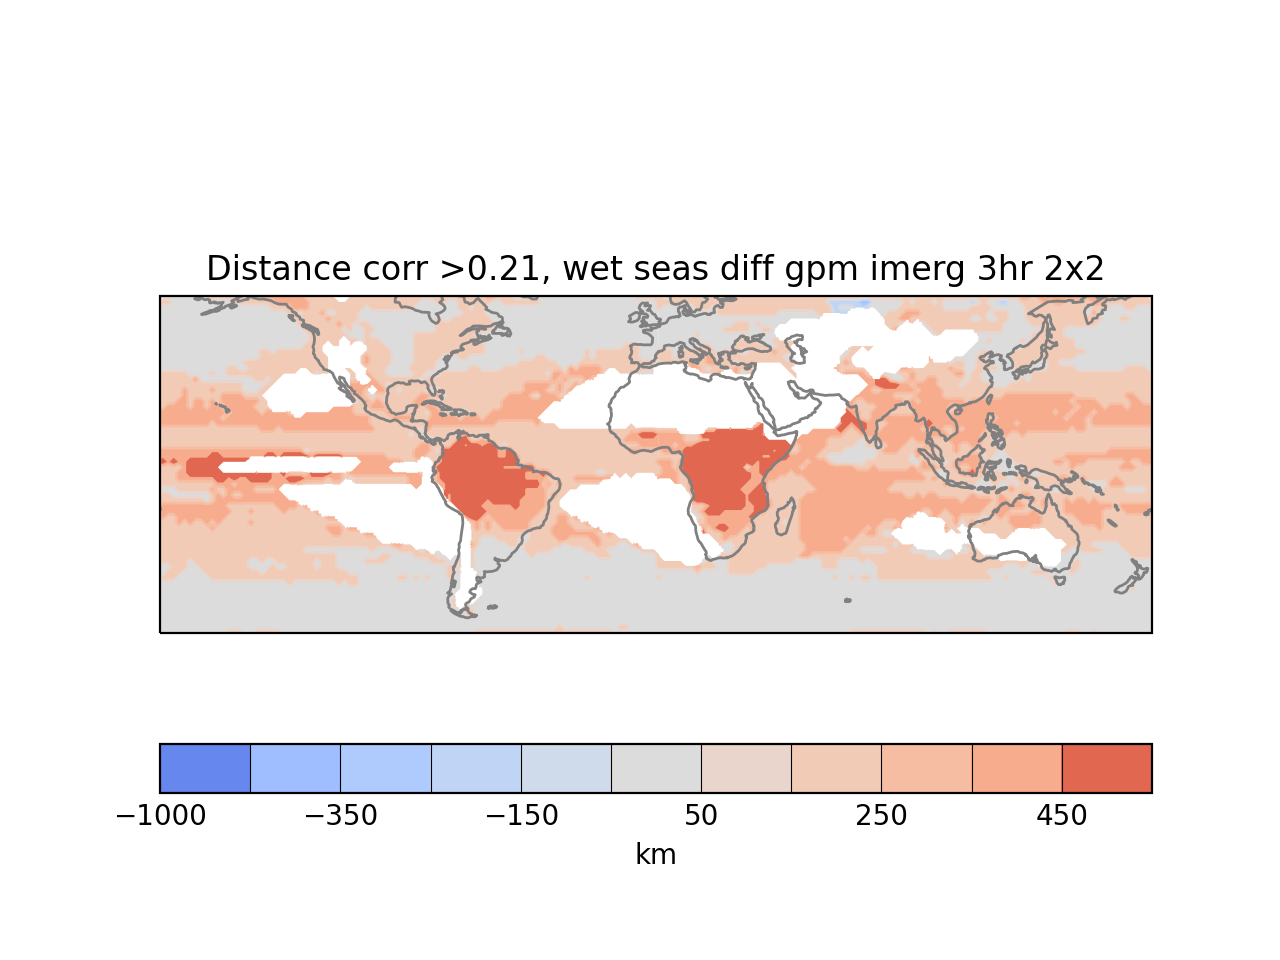 Distance corr >0.21, wet seas diff gpm imerg 3hr 2x2
−1000 −350 −150 50 250 450
km